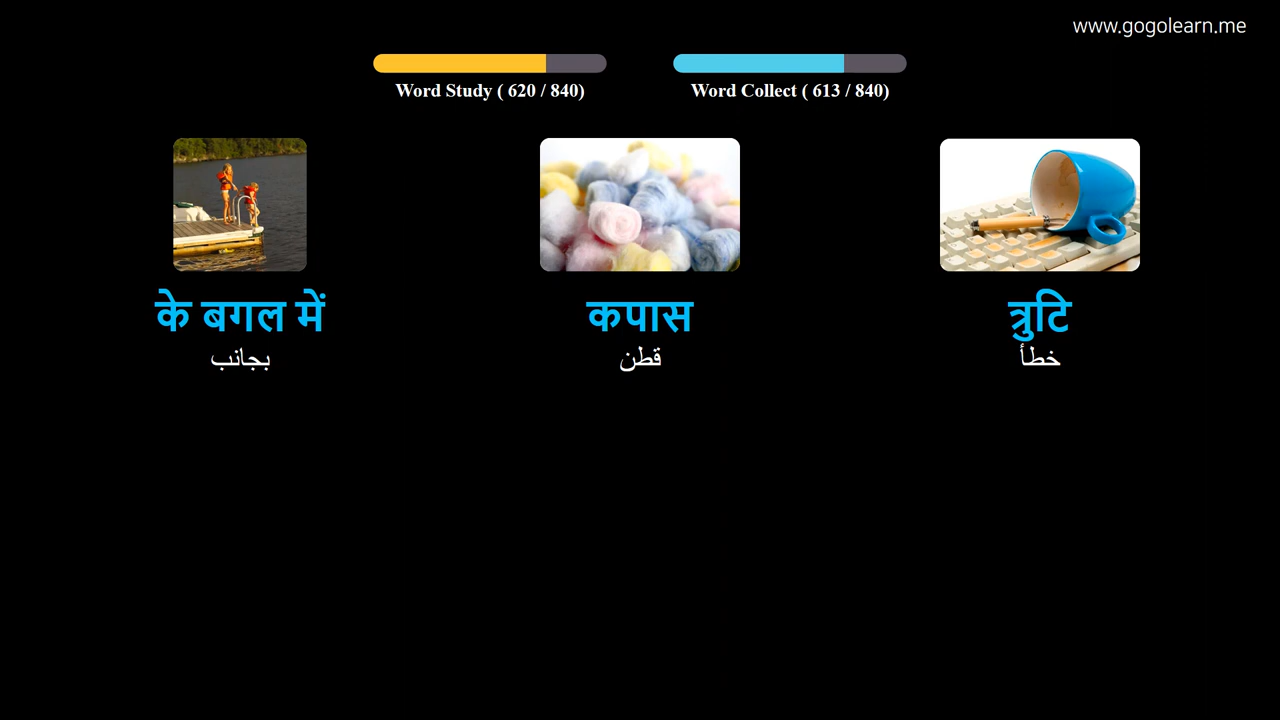 www.gogolearn.me
Word Study ( 620 / 840)
Word Collect ( 613 / 840)
के बगल में
بجانب
कपास
قطن
त्रुटि
خطأ